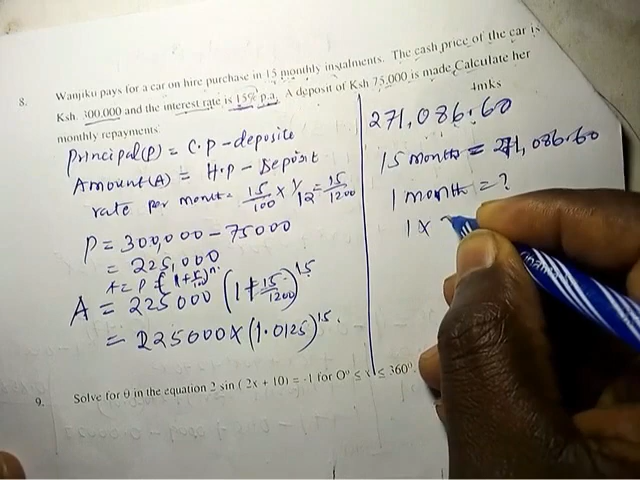 8. Wanjiku pays for a car on hire purchase in 15 monthly instalments. The cash price of the car is
Ksh. 300,000 and the interest rate is 15% p.a. A deposit of Ksh 75,000 is made. Calculate her
monthly repayments. 4mks
Principal(P) = C.P - deposite
Amount(A) = H.P - Deposit
rate per month = 15/100 x 1/12 = 15/1200
P = 300,000 - 75000
= 225,000
A = 225000 (1 + 15/1200)^15
= 225000 x (1.0125)^15.
271,086.60
15 months = 271,086.60
1 month = ?
1 x
9. Solve for θ in the equation 2 sin ( 2x + 10) = -1 for 0° ≤ x ≤ 360°.